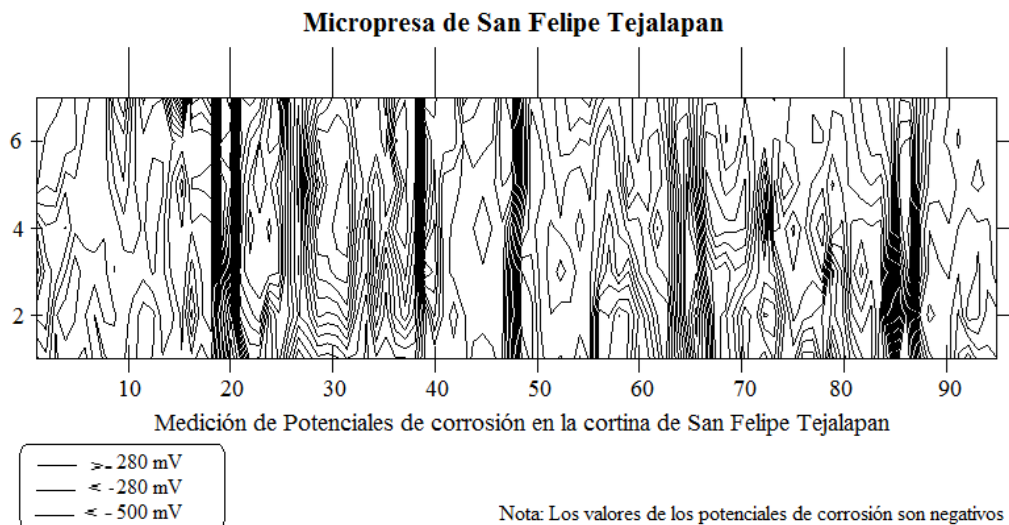 Micropresa de San Felipe Tejalapan
6
4
2
10 20 30 40 50 60 70 80 90
Medición de Potenciales de corrosión en la cortina de San Felipe Tejalapan
>- 280 mV
< - 280 mV
< - 500 mV
Nota: Los valores de los potenciales de corrosión son negativos